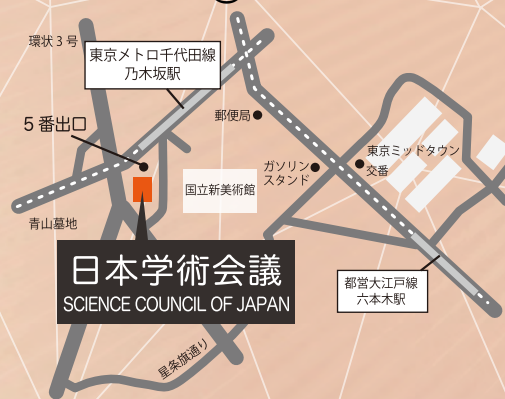 環状3号
東京メトロ千代田線
乃木坂駅
5番出口
郵便局
ガソリン
スタンド
東京ミッドタウン
交番
国立新美術館
青山墓地
日本学術会議
SCIENCE COUNCIL OF JAPAN
都営大江戸線
六本木駅
星条旗通り